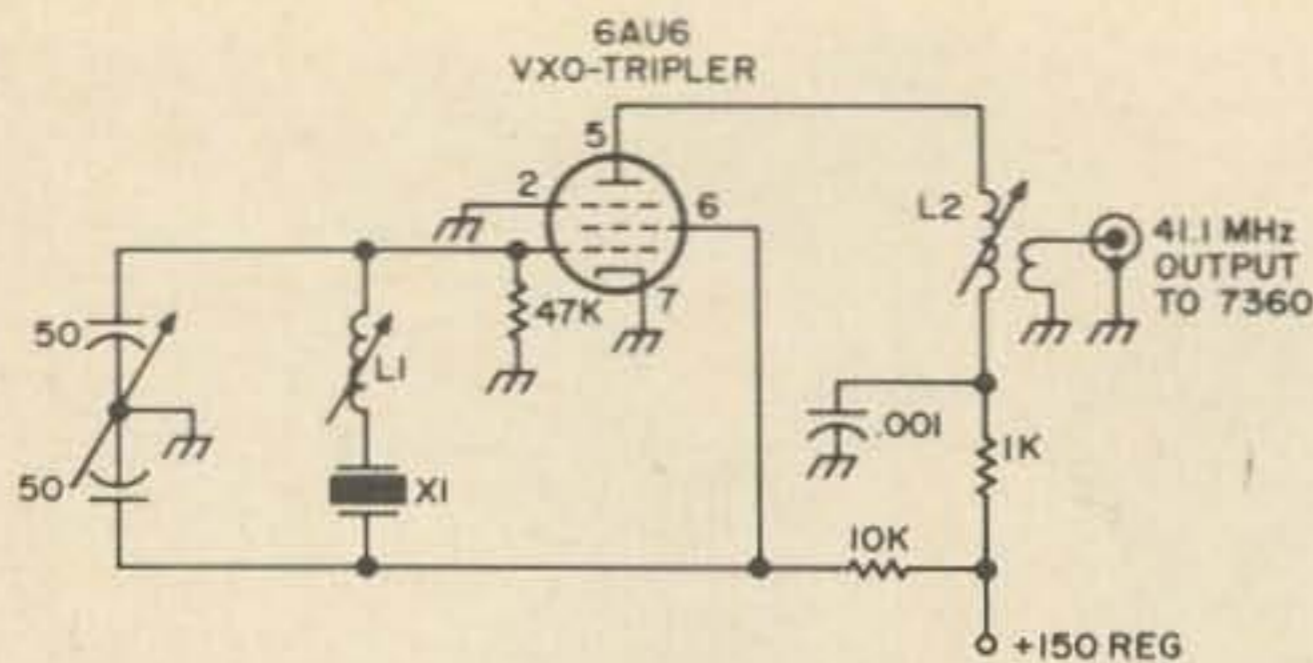 6AU6
VXO-TRIPLER
5
2
6
L2
41.1 MHz
OUTPUT
TO 7360
50
L1
47K
7
.001
1K
50
X1
10K
+150 REG